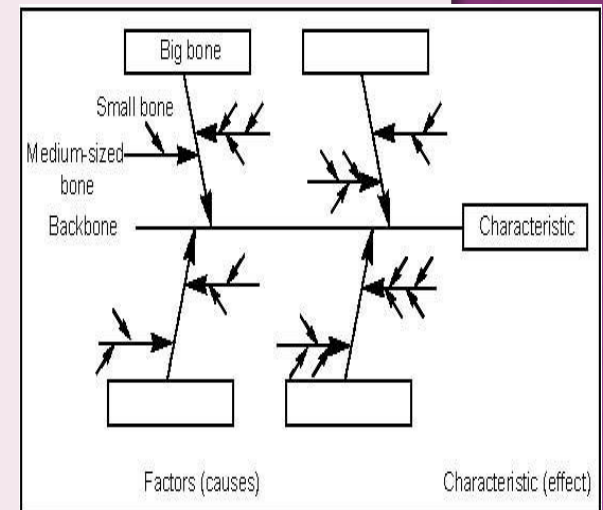 Big bone
Small bone
Medium-sized
bone
Backbone
Characteristic
Factors (causes)
Characteristic (effect)